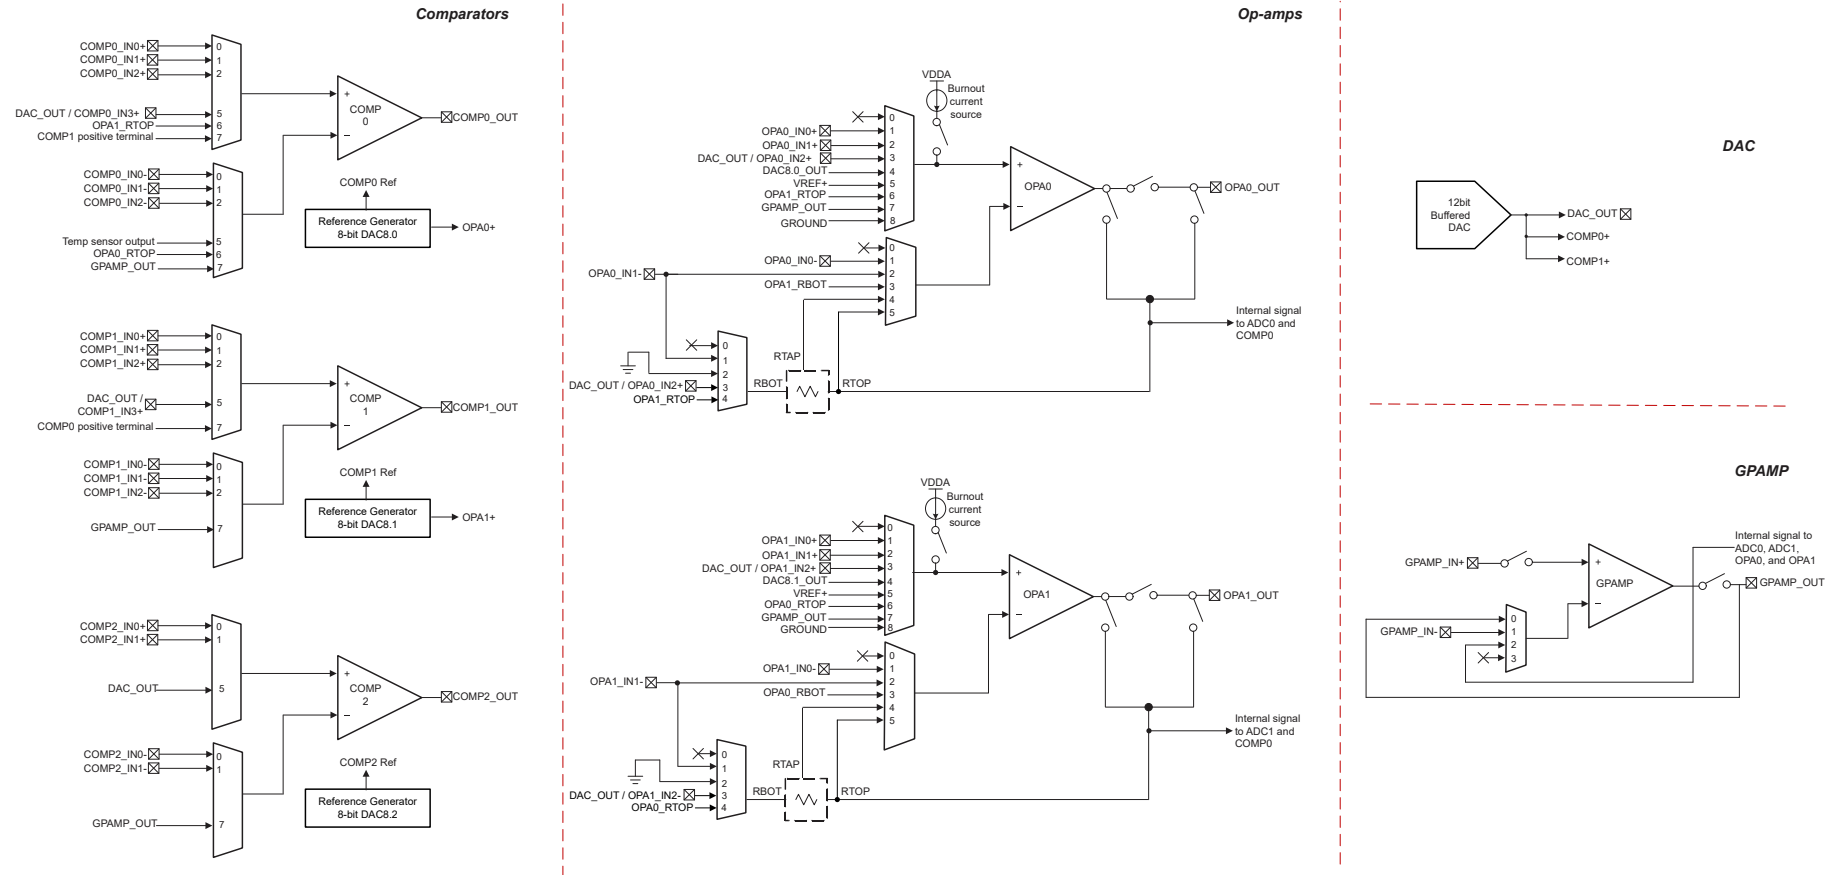 Comparators
COMP0_IN0+
COMP0_IN1+
COMP0_IN2+
DAC_OUT / COMP0_IN3+
OPA1_RTOP
COMP1 positive terminal
0
1
2
5
6
7
+
COMP
0
−
COMP0_OUT
COMP0_IN0-
COMP0_IN1-
COMP0_IN2-
Temp sensor output
OPA0_RTOP
GPAMP_OUT
0
1
2
5
6
7
COMP0 Ref
Reference Generator
8-bit DAC8.0
OPA0+
COMP1_IN0+
COMP1_IN1+
COMP1_IN2+
DAC_OUT /
COMP1_IN3+
COMP0 positive terminal
0
1
2
5
7
+
COMP
1
−
COMP1_OUT
COMP1_IN0-
COMP1_IN1-
COMP1_IN2-
GPAMP_OUT
0
1
2
7
COMP1 Ref
Reference Generator
8-bit DAC8.1
OPA1+
COMP2_IN0+
COMP2_IN1+
DAC_OUT
0
1
5
+
COMP
2
−
COMP2_OUT
COMP2_IN0-
COMP2_IN1-
GPAMP_OUT
0
1
7
COMP2 Ref
Reference Generator
8-bit DAC8.2
Op-amps
VDDA
Burnout
current
source
OPA0_IN0+
OPA0_IN1+
DAC_OUT / OPA0_IN2+
DAC8.0_OUT
VREF+
OPA1_RTOP
GPAMP_OUT
GROUND
0
1
2
3
4
5
6
7
8
+
OPA0
−
OPA0_OUT
OPA0_IN0-
OPA0_IN1-
OPA1_RBOT
0
1
2
3
4
5
Internal signal
to ADC0 and
COMP0
DAC_OUT / OPA0_IN2+
OPA1_RTOP
0
1
2
3
4
RTAP
RBOT
RTOP
VDDA
Burnout
current
source
OPA1_IN0+
OPA1_IN1+
DAC_OUT / OPA1_IN2+
DAC8.1_OUT
VREF+
OPA0_RTOP
GPAMP_OUT
GROUND
0
1
2
3
4
5
6
7
8
+
OPA1
−
OPA1_OUT
OPA1_IN0-
OPA1_IN1-
OPA0_RBOT
0
1
2
3
4
5
Internal signal
to ADC1 and
COMP0
DAC_OUT / OPA1_IN2-
OPA0_RTOP
0
1
2
3
4
RTAP
RBOT
RTOP
DAC
12bit
Buffered
DAC
DAC_OUT
COMP0+
COMP1+
GPAMP
Internal signal to
ADC0, ADC1,
OPA0, and OPA1
GPAMP_IN+
+
GPAMP
−
GPAMP_OUT
GPAMP_IN-
0
1
2
3